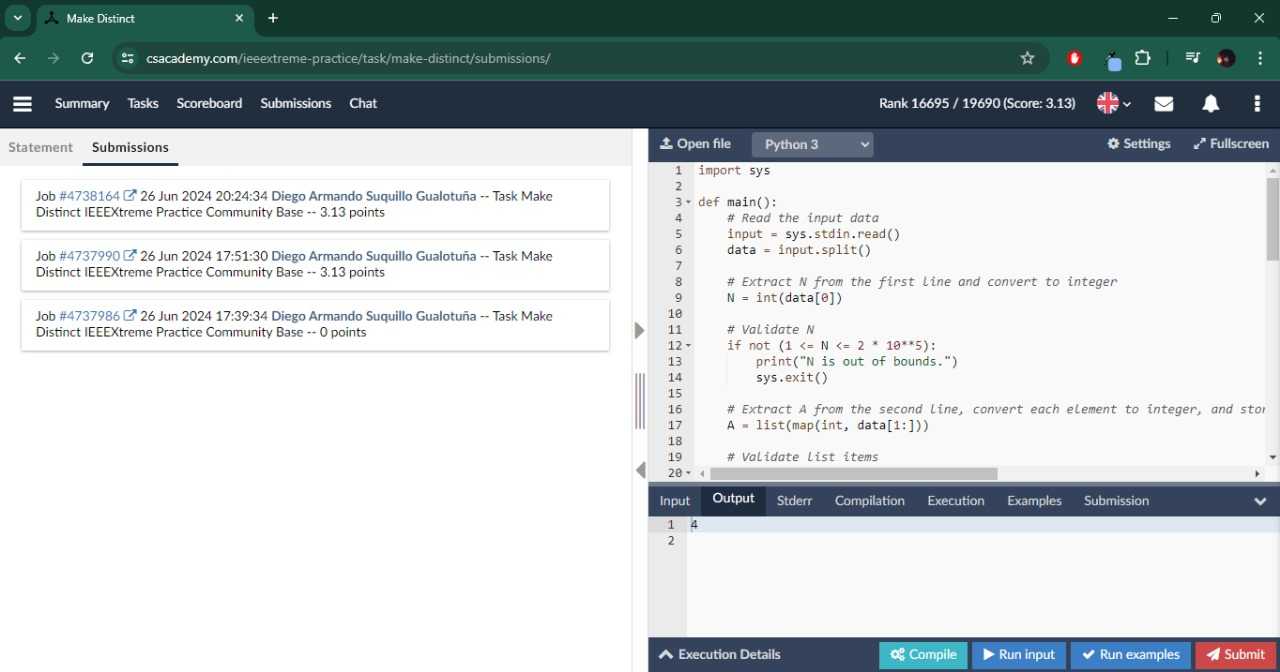 Make Distinct
csacademy.com/ieeextreme-practice/task/make-distinct/submissions/
Summary Tasks Scoreboard Submissions Chat
Rank 16695 / 19690 (Score: 3.13)
Statement Submissions
Job #4738164 26 Jun 2024 20:24:34 Diego Armando Suquillo Gualotuña -- Task Make
Distinct IEEEXtreme Practice Community Base -- 3.13 points
Job #4737990 26 Jun 2024 17:51:30 Diego Armando Suquillo Gualotuña -- Task Make
Distinct IEEEXtreme Practice Community Base -- 3.13 points
Job #4737986 26 Jun 2024 17:39:34 Diego Armando Suquillo Gualotuña -- Task Make
Distinct IEEEXtreme Practice Community Base -- 0 points
Open file Python 3 Settings Fullscreen
1 import sys
2
3 def main():
4 # Read the input data
5 input = sys.stdin.read()
6 data = input.split()
7
8 # Extract N from the first line and convert to integer
9 N = int(data[0])
10
11 # Validate N
12 if not (1 <= N <= 2 * 10**5):
13 print("N is out of bounds.")
14 sys.exit()
15
16 # Extract A from the second line, convert each element to integer, and stor
17 A = list(map(int, data[1:]))
18
19 # Validate list items
20
Input Output Stderr Compilation Execution Examples Submission
1 4
2
Execution Details Compile Run input Run examples Submit